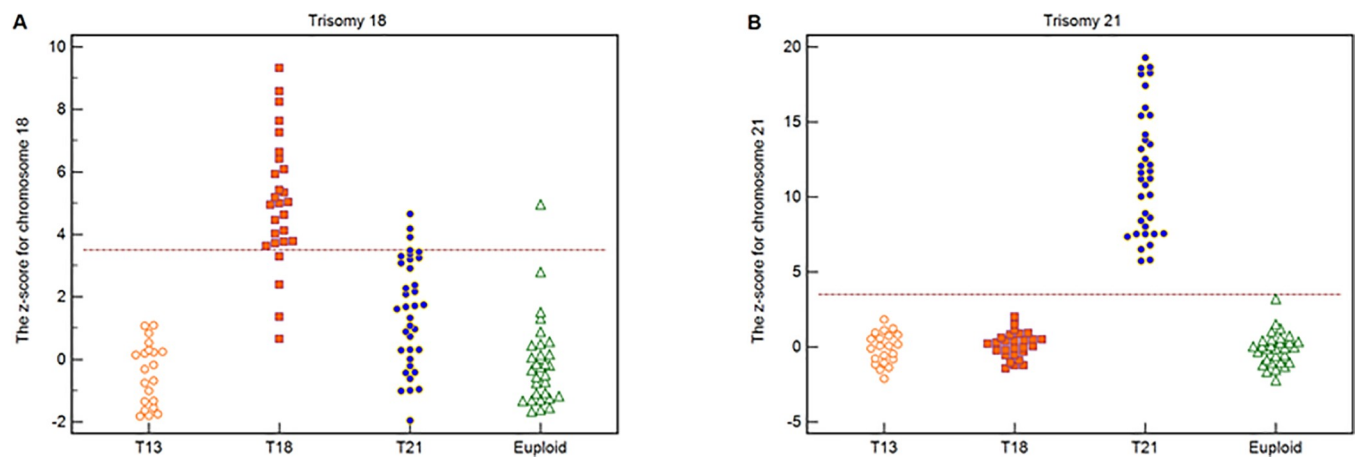 A
Trisomy 18
The z-score for chromosome 18
10
8
6
4
2
0
-2
T13 T18 T21 Euploid
B
Trisomy 21
The z-score for chromosome 21
20
15
10
5
0
-5
T13 T18 T21 Euploid